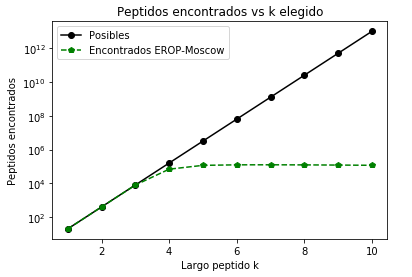 Peptidos encontrados vs k elegido
Posibles
Encontrados EROP-Moscow
Peptidos encontrados
10^12
10^10
10^8
10^6
10^4
10^2
2 4 6 8 10
Largo peptido k